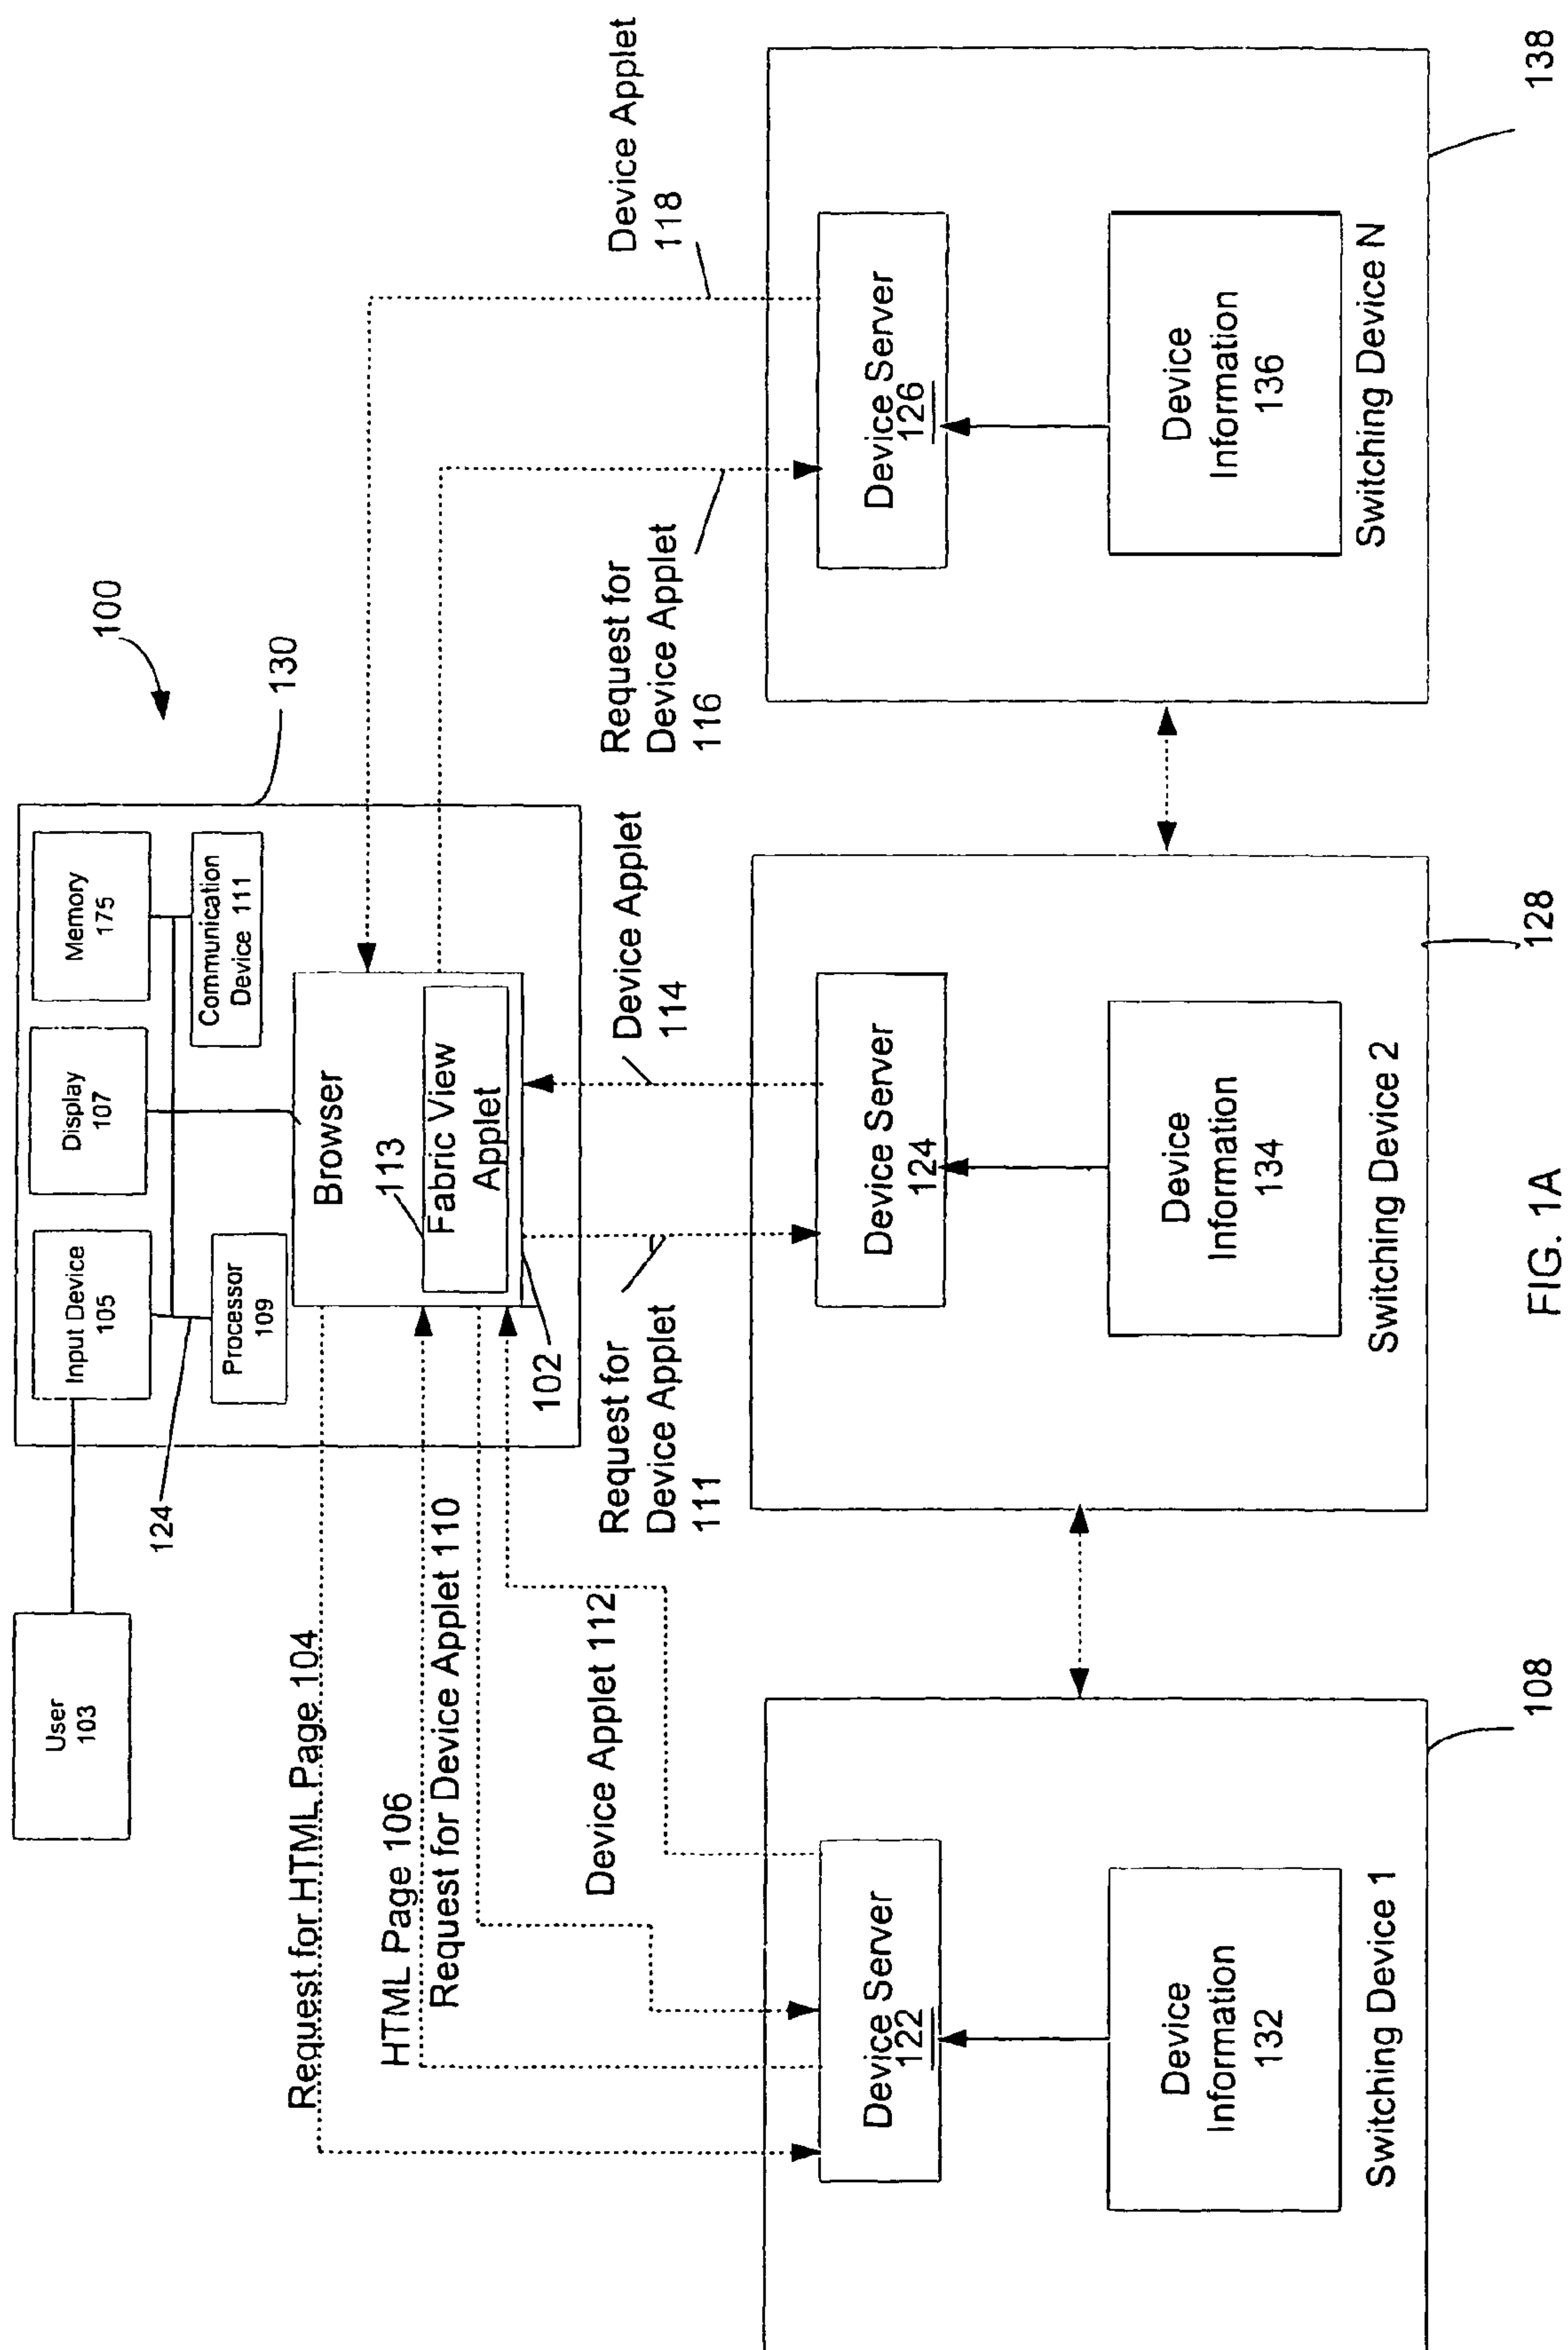 100
130
User
103
Input Device
105
Display
107
Memory
175
124
Processor
109
Communication
Device 111
Browser
113
Fabric View
Applet
102
Request for HTML Page 104
HTML Page 106
Request for Device Applet 110
Device Applet 112
Request for
Device Applet
111
Device Applet
114
Request for
Device Applet
116
Device Applet
118
Device Server
122
Device
Information
132
Switching Device 1
108
Device Server
124
Device
Information
134
Switching Device 2
128
Device Server
126
Device
Information
136
Switching Device N
138
FIG. 1A